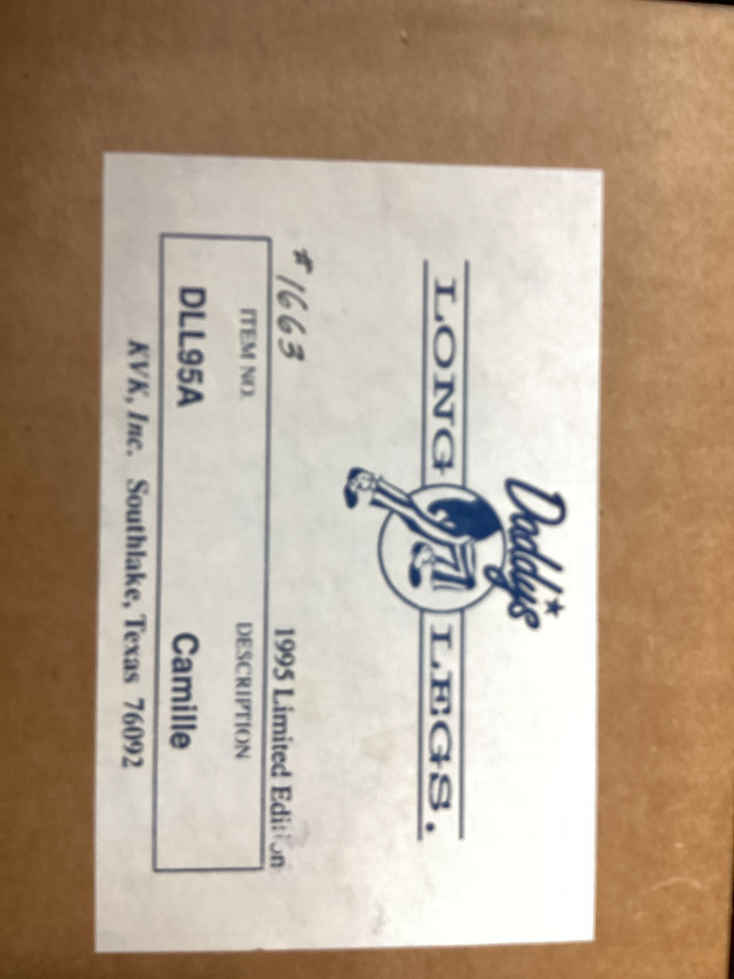 Daddy's
LONG LEGS.
#1663
1995 Limited Edition
ITEM NO. DESCRIPTION
DLL95A Camille
KVK, Inc. Southlake, Texas 76092